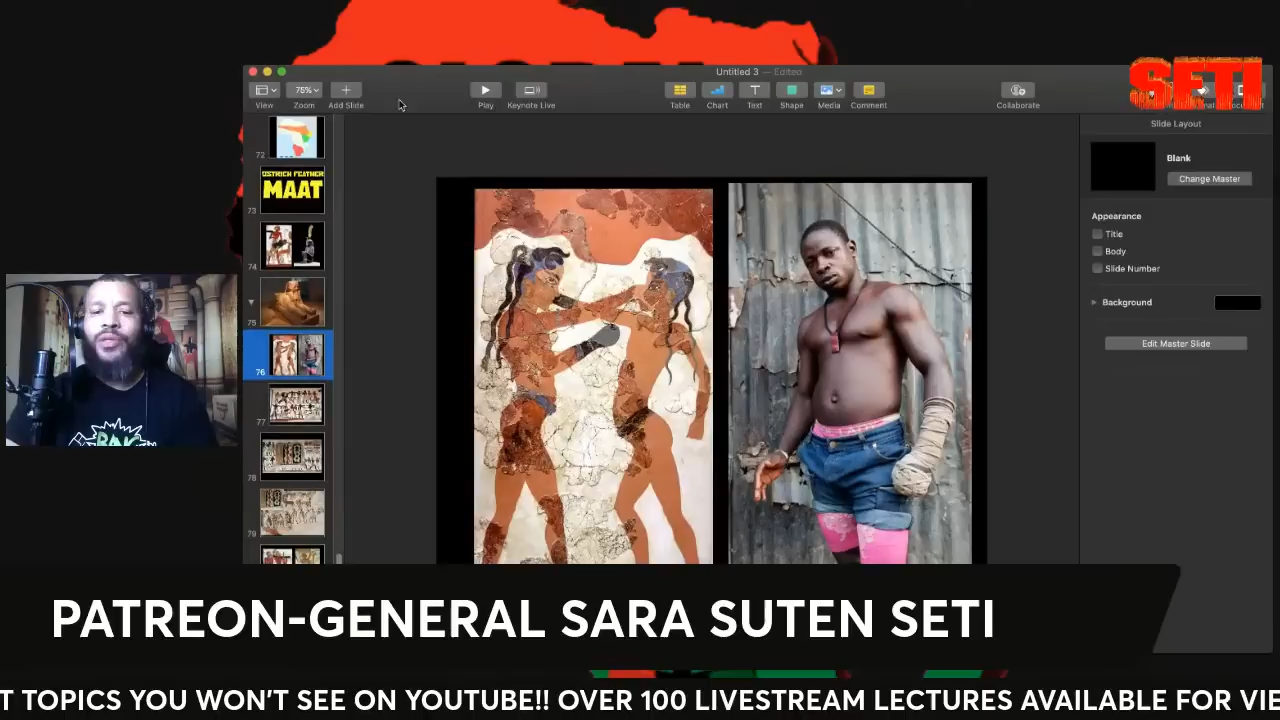 Untitled 3 — Edited
SETI
75%
View
Zoom
Add Slide
Play
Keynote Live
Table
Chart
Text
Shape
Media
Comment
Collaborate
Slide Layout
Blank
Change Master
Appearance
Title
Body
Slide Number
Background
Edit Master Slide
72
OSTRICH FEATHER
MAAT
73
74
75
76
77
78
79
PATREON-GENERAL SARA SUTEN SETI
T TOPICS YOU WON'T SEE ON YOUTUBE!! OVER 100 LIVESTREAM LECTURES AVAILABLE FOR VIE